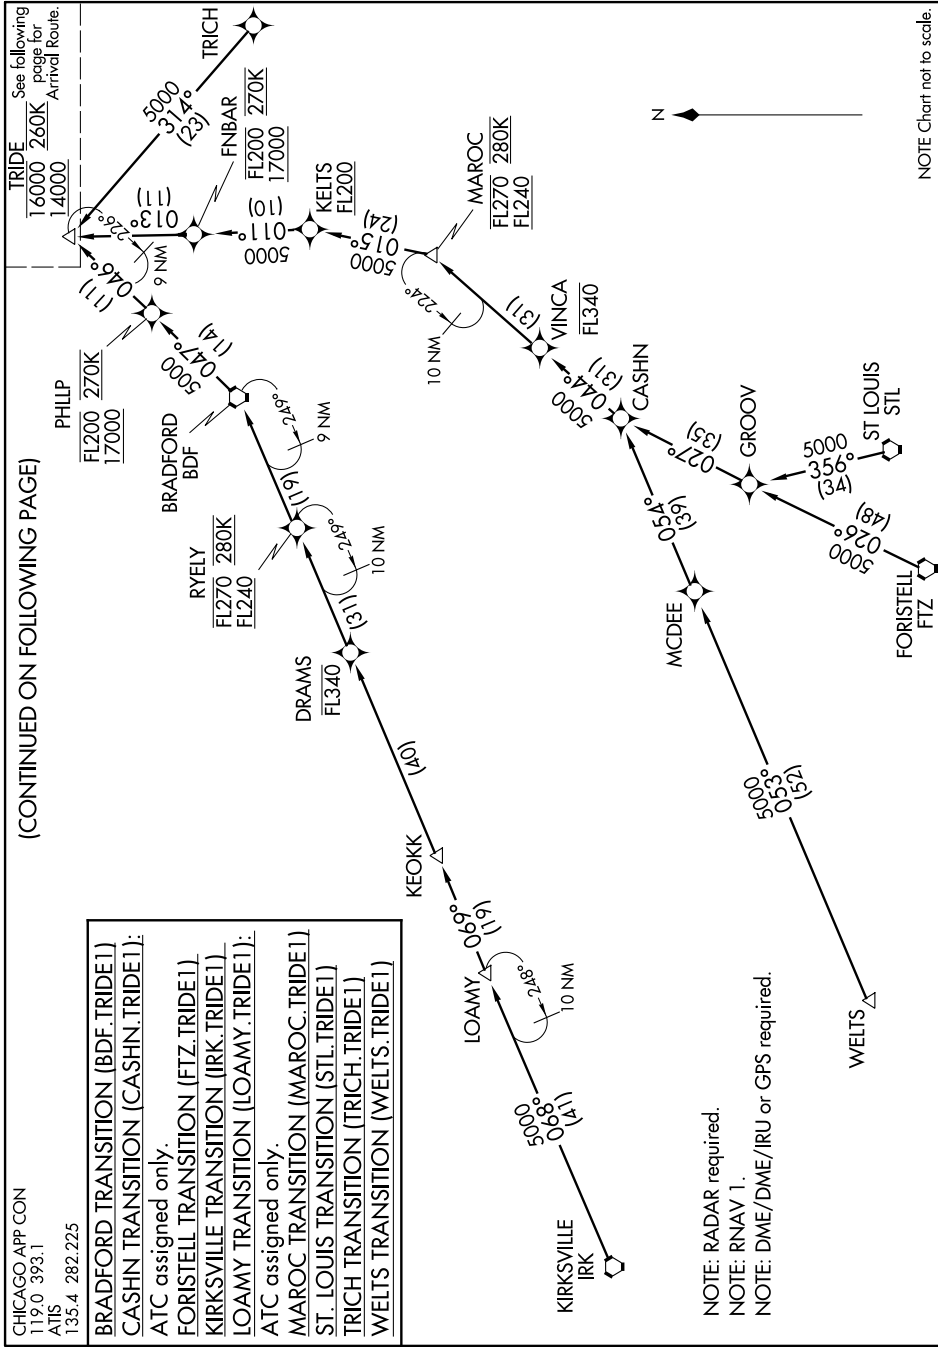 CHICAGO APP CON
119.0 393.1
ATIS
135.4 282.225
(CONTINUED ON FOLLOWING PAGE)
TRIDE
16000 260K
14000
See following
page for
Arrival Route.
BRADFORD TRANSITION (BDF.TRIDE1)
CASHN TRANSITION (CASHN.TRIDE1):
ATC assigned only.
FORISTELL TRANSITION (FTZ.TRIDE1)
KIRKSVILLE TRANSITION (IRK.TRIDE1)
LOAMY TRANSITION (LOAMY.TRIDE1):
ATC assigned only.
MAROC TRANSITION (MAROC.TRIDE1)
ST. LOUIS TRANSITION (STL.TRIDE1)
TRICH TRANSITION (TRICH.TRIDE1)
WELTS TRANSITION (WELTS.TRIDE1)
TRICH
5000
314°
(23)
226°
9 NM
013°
(11)
046°
(11)
FNBAR
FL200 270K
17000
PHLLP
FL200 270K
17000
5000
011°
(10)
KELTS
FL200
5000
047°
(14)
BRADFORD
BDF
249°
9 NM
5000
015°
(24)
MAROC
FL270 280K
FL240
224°
10 NM
(19)
RYELY
FL270 280K
FL240
249°
10 NM
(31)
DRAMS
FL340
(31)
VINCA
FL340
5000
044°
(31)
CASHN
(40)
KEOKK
069°
(19)
LOAMY
248°
10 NM
5000
068°
(41)
KIRKSVILLE
IRK
054°
(39)
MCDEE
027°
(35)
GROOV
5000
356°
(34)
ST LOUIS
STL
5000
026°
(48)
FORISTELL
FTZ
5000
053°
(52)
WELTS
N
NOTE: RADAR required.
NOTE: RNAV 1.
NOTE: DME/DME/IRU or GPS required.
NOTE Chart not to scale.